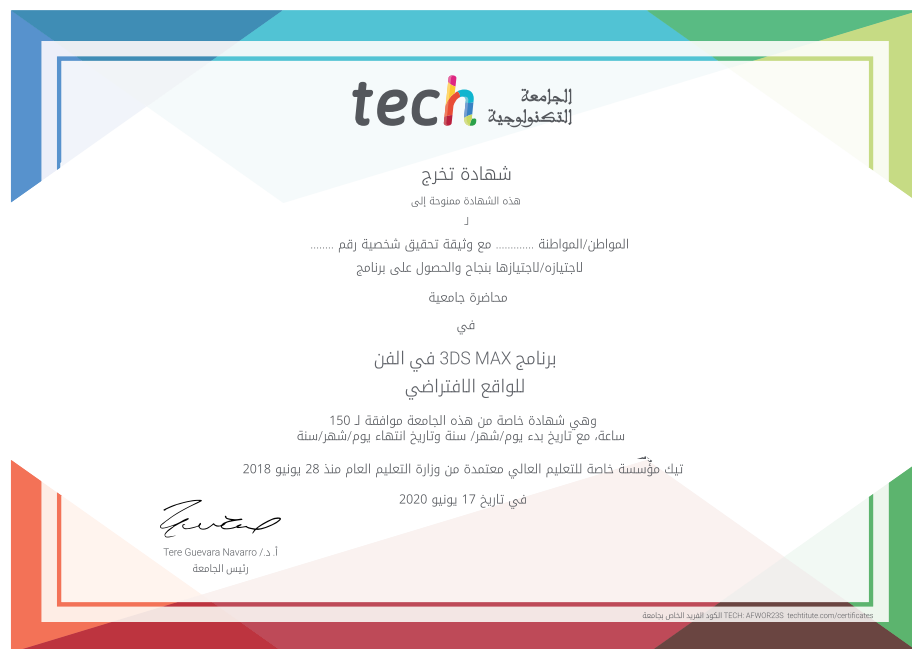 tech
الجامعة
التكنولوجية
شهادة تخرج
هذه الشهادة ممنوحة إلى
لـ
المواطن/المواطنة ............. مع وثيقة تحقيق شخصية رقم ........
لاجتيازه/لاجتيازها بنجاح والحصول على برنامج
محاضرة جامعية
في
برنامج 3DS MAX في الفن
للواقع الافتراضي
وهي شهادة خاصة من هذه الجامعة موافقة لـ 150
ساعة، مع تاريخ بدء يوم/شهر/ سنة وتاريخ انتهاء يوم/شهر/سنة
تيك مؤسَّسة خاصة للتعليم العالي معتمدة من وزارة التعليم العام منذ 28 يونيو 2018
في تاريخ 17 يونيو 2020
أ. د./ Tere Guevara Navarro
رئيس الجامعة
الكود الفريد الخاص بجامعة TECH: AFWOR23S techtitute.com/certificates